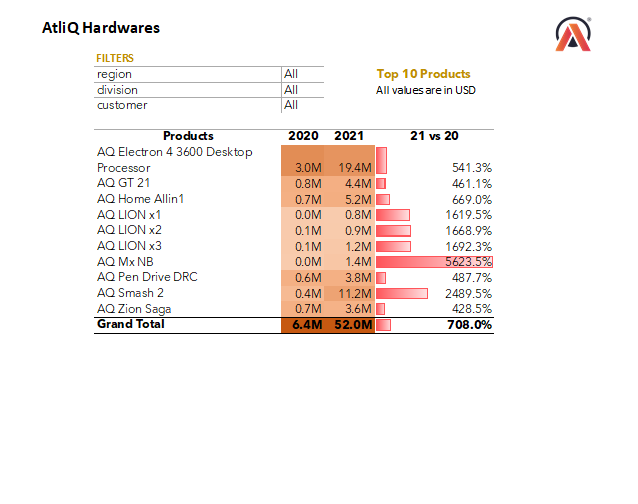 AtliQ Hardwares
FILTERS
region All
division All
customer All
Top 10 Products
All values are in USD
Products 2020 2021 21 vs 20
AQ Electron 4 3600 Desktop
Processor 3.0M 19.4M 541.3%
AQ GT 21 0.8M 4.4M 461.1%
AQ Home Allin1 0.7M 5.2M 669.0%
AQ LION x1 0.0M 0.8M 1619.5%
AQ LION x2 0.1M 0.9M 1668.9%
AQ LION x3 0.1M 1.2M 1692.3%
AQ Mx NB 0.0M 1.4M 5623.5%
AQ Pen Drive DRC 0.6M 3.8M 487.7%
AQ Smash 2 0.4M 11.2M 2489.5%
AQ Zion Saga 0.7M 3.6M 428.5%
Grand Total 6.4M 52.0M 708.0%